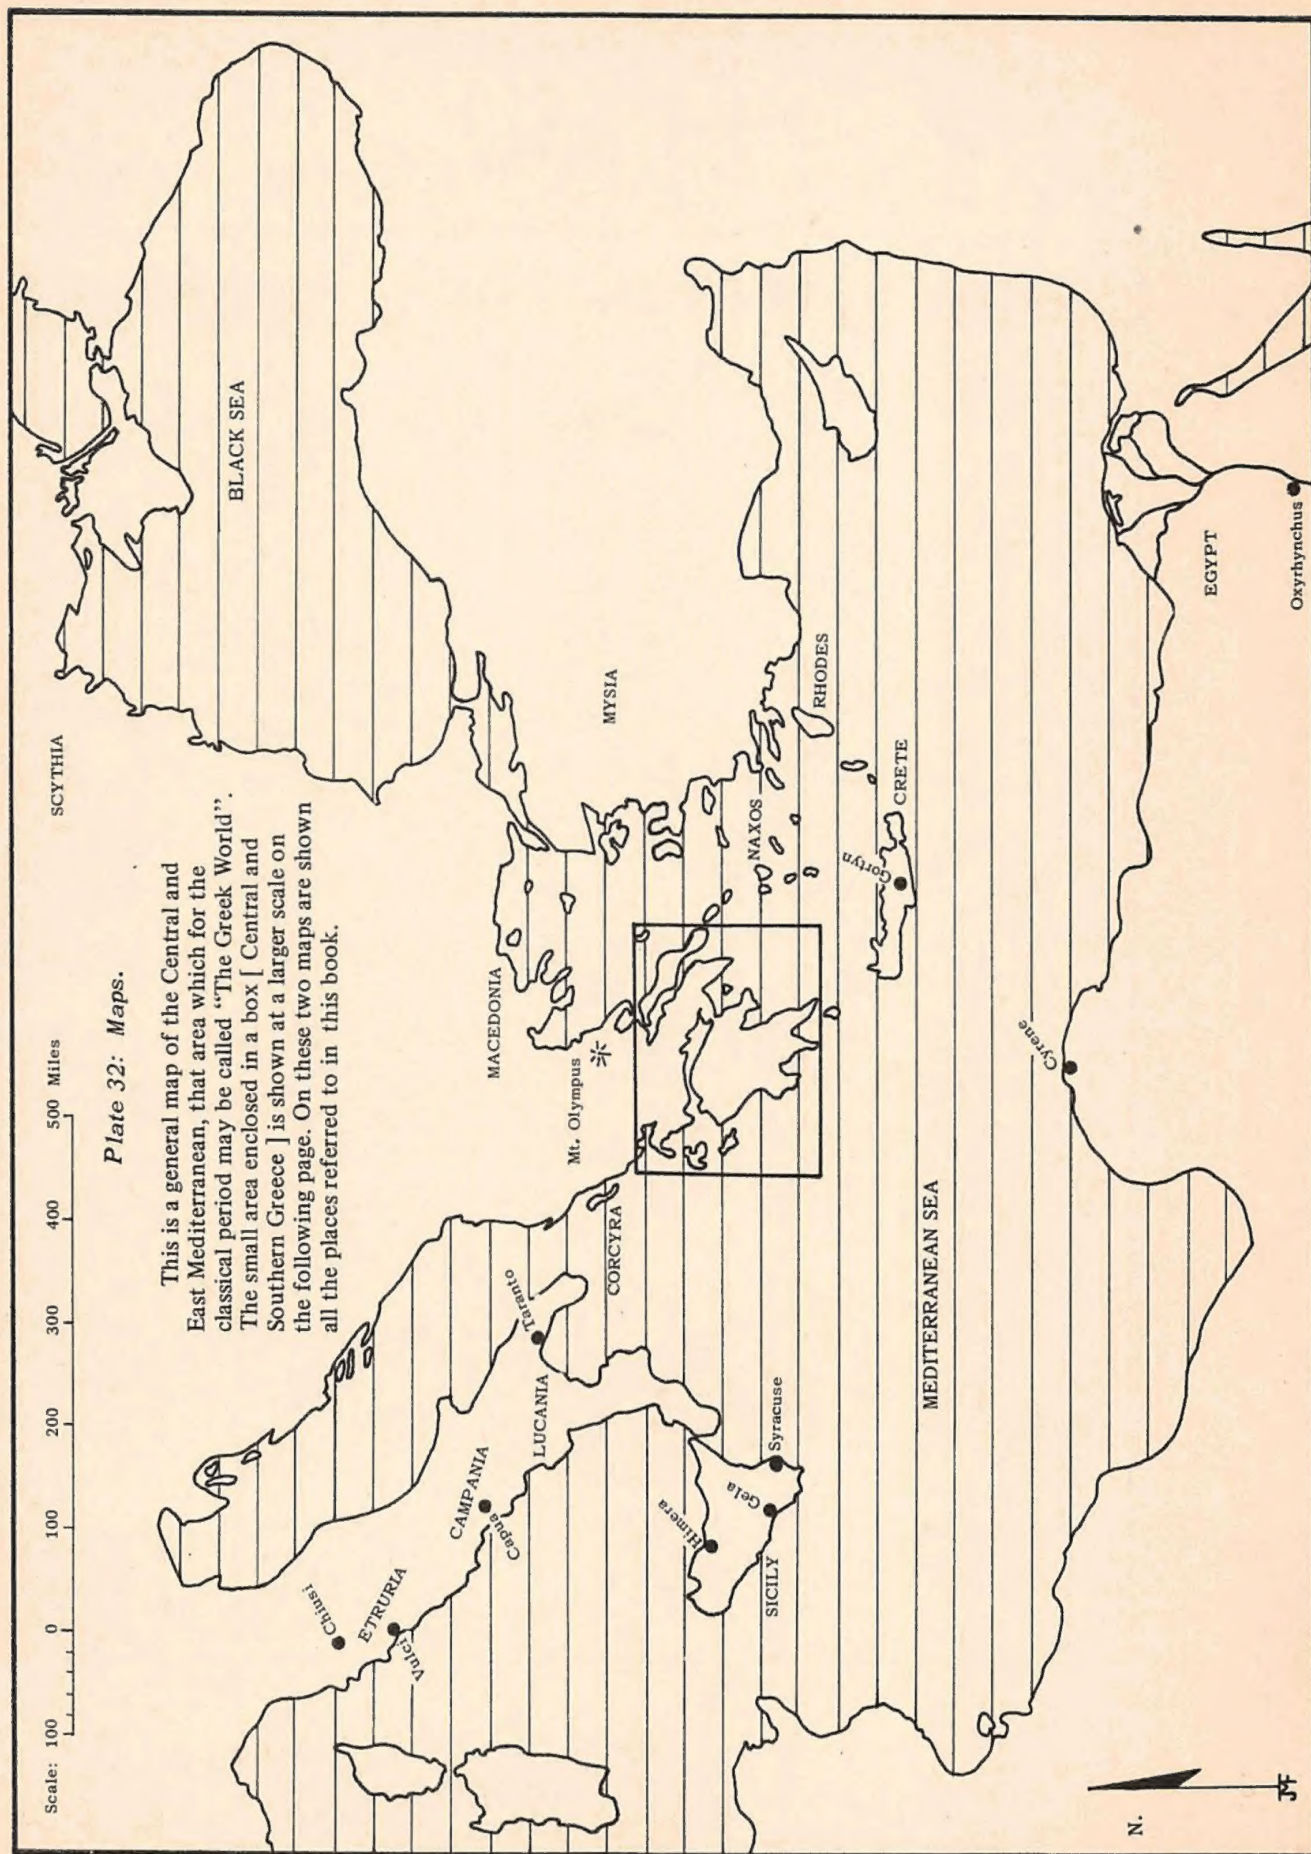 Scale:
100
0
100
200
300
400
500 Miles
Plate 32: Maps.
This is a general map of the Central and
East Mediterranean, that area which for the
classical period may be called “The Greek World”.
The small area enclosed in a box [ Central and
Southern Greece ] is shown at a larger scale on
the following page. On these two maps are shown
all the places referred to in this book.
SCYTHIA
BLACK SEA
Chiusi
ETRURIA
Vulci
CAMPANIA
Capua
LUCANIA
Taranto
CORCYRA
MACEDONIA
Mt. Olympus
MYSIA
Himera
Gela
Syracuse
SICILY
NAXOS
RHODES
Gortyn
CRETE
MEDITERRANEAN SEA
Cyrene
EGYPT
Oxyrhynchus
N.